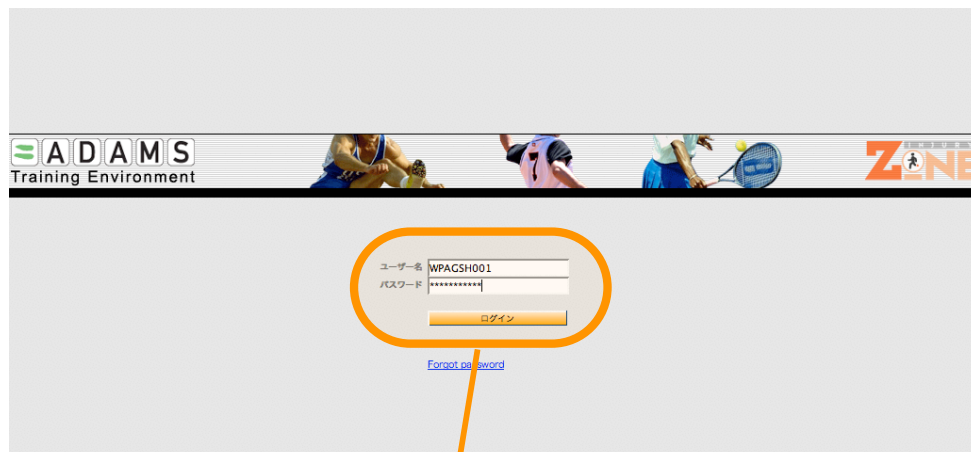 ADAMS
Training Environment
ZONE
ユーザー名 WPAGSH001
パスワード ***********
ログイン
Forgot password